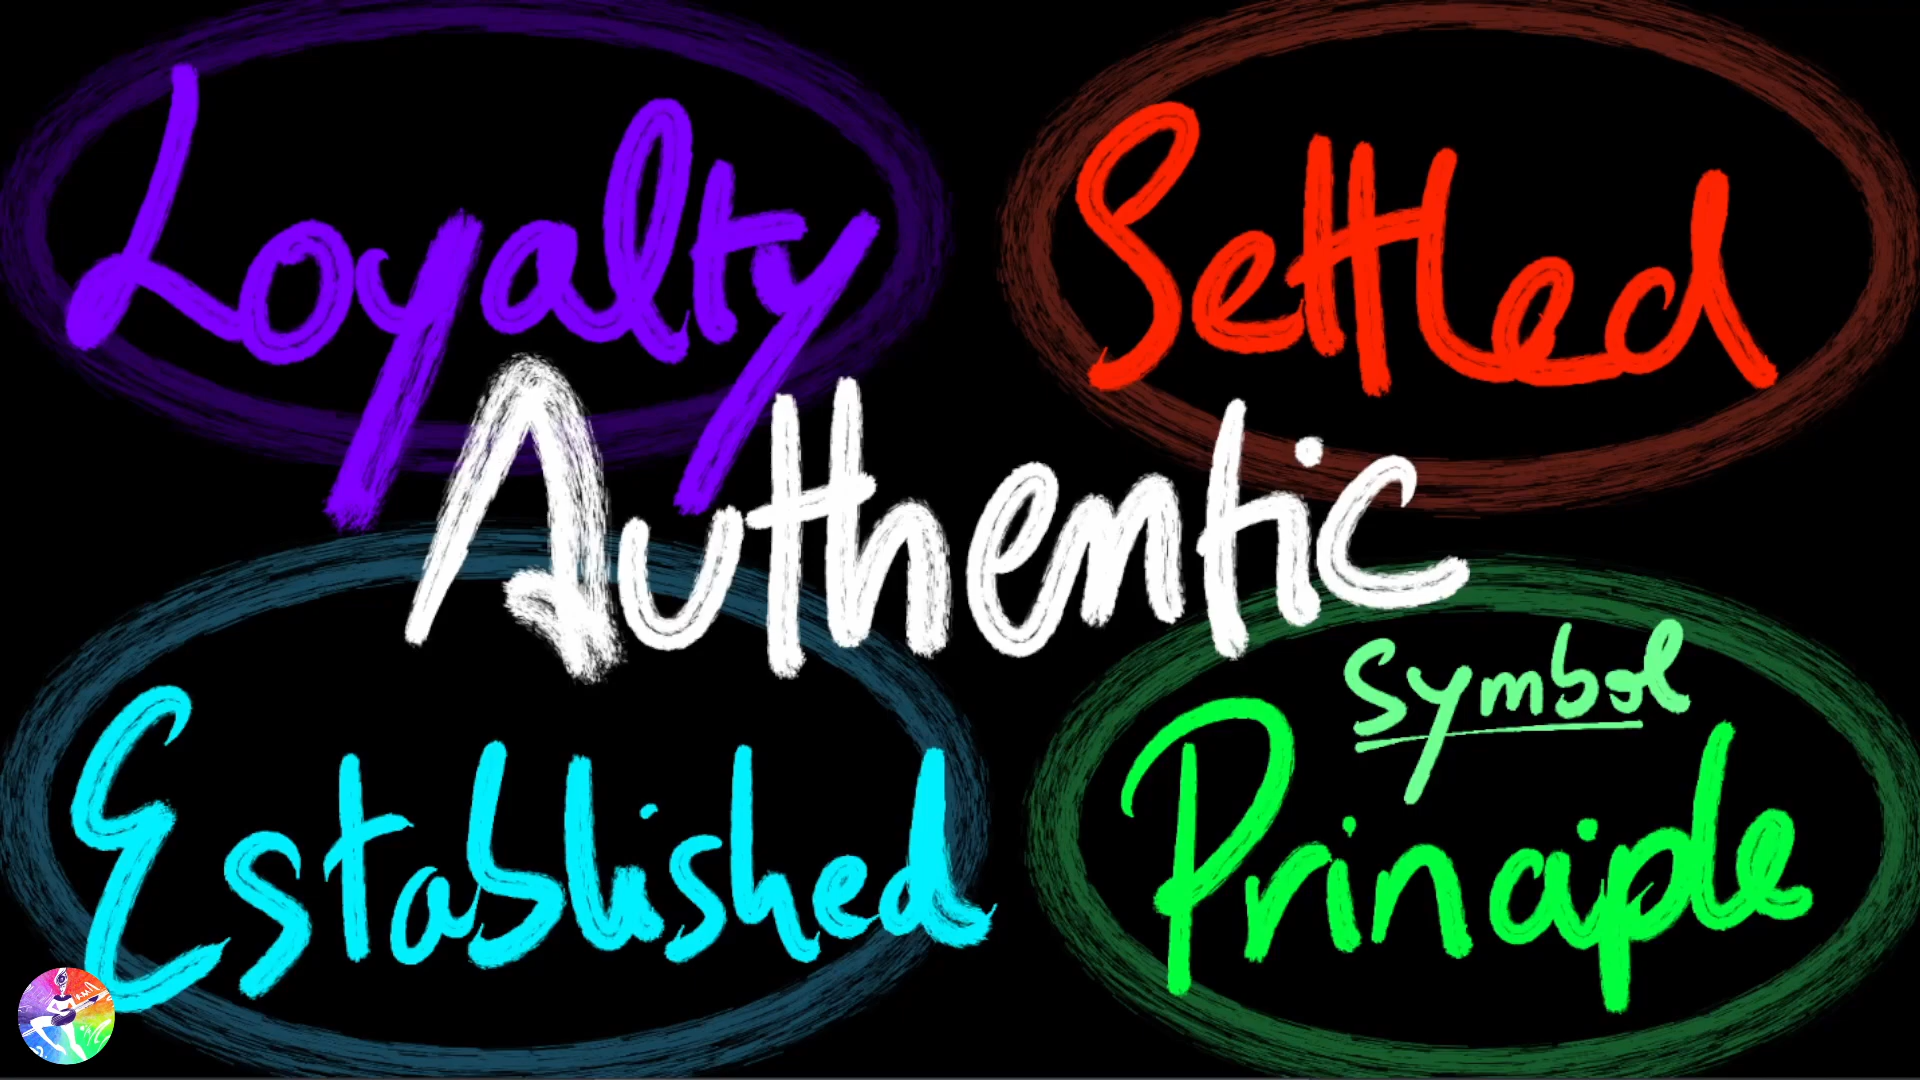 Loyalty
Settled
Authentic
Established
Symbol
Principle